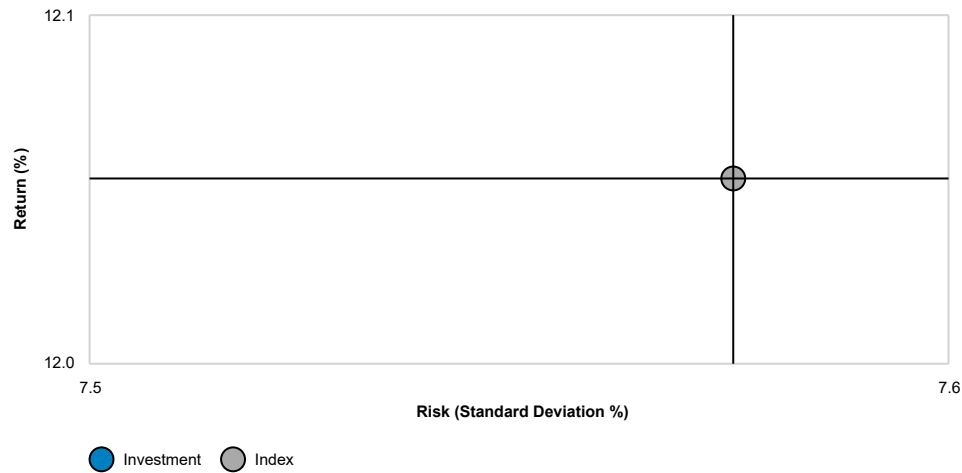 12.1
Return (%)
12.0
7.5
7.6
Risk (Standard Deviation %)
Investment
Index